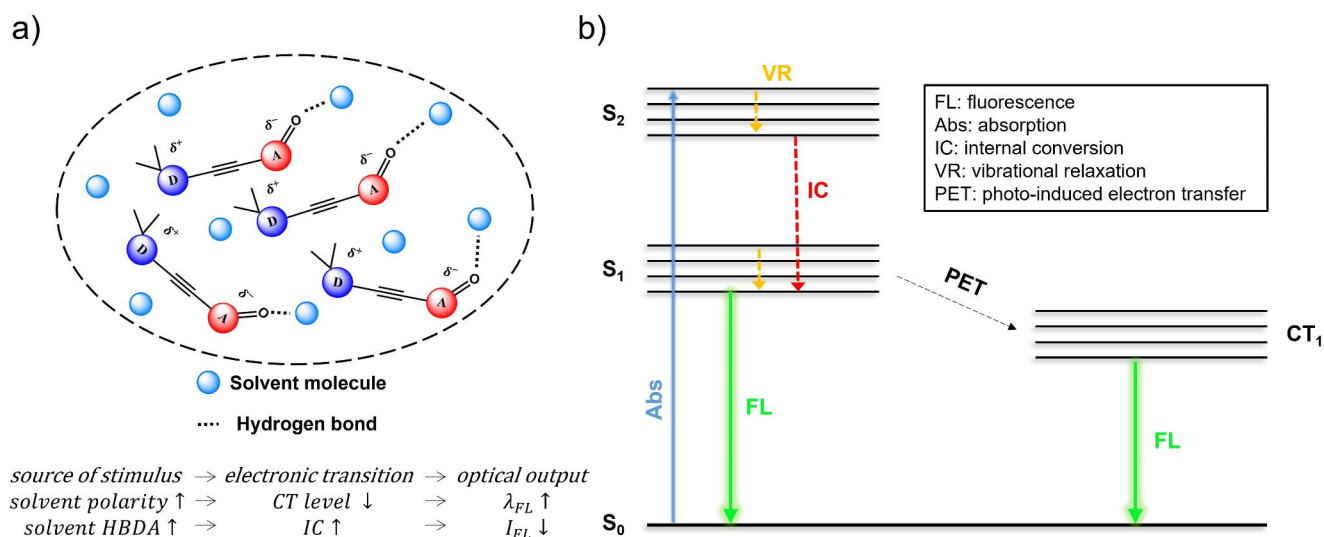 a)
δ⁻
O
δ⁺
A
D
δ⁻
O
δ⁺
A
D
δ⁺
D
δ⁻
A
O
δ⁺
D
δ⁻
A
O
Solvent molecule
Hydrogen bond
source of stimulus → electronic transition → optical output
solvent polarity ↑ → CT level ↓ → λ_FL ↑
solvent HBDA ↑ → IC ↑ → I_FL ↓
b)
VR
S₂
IC
S₁
PET
CT₁
Abs
FL
FL
S₀
FL: fluorescence
Abs: absorption
IC: internal conversion
VR: vibrational relaxation
PET: photo-induced electron transfer